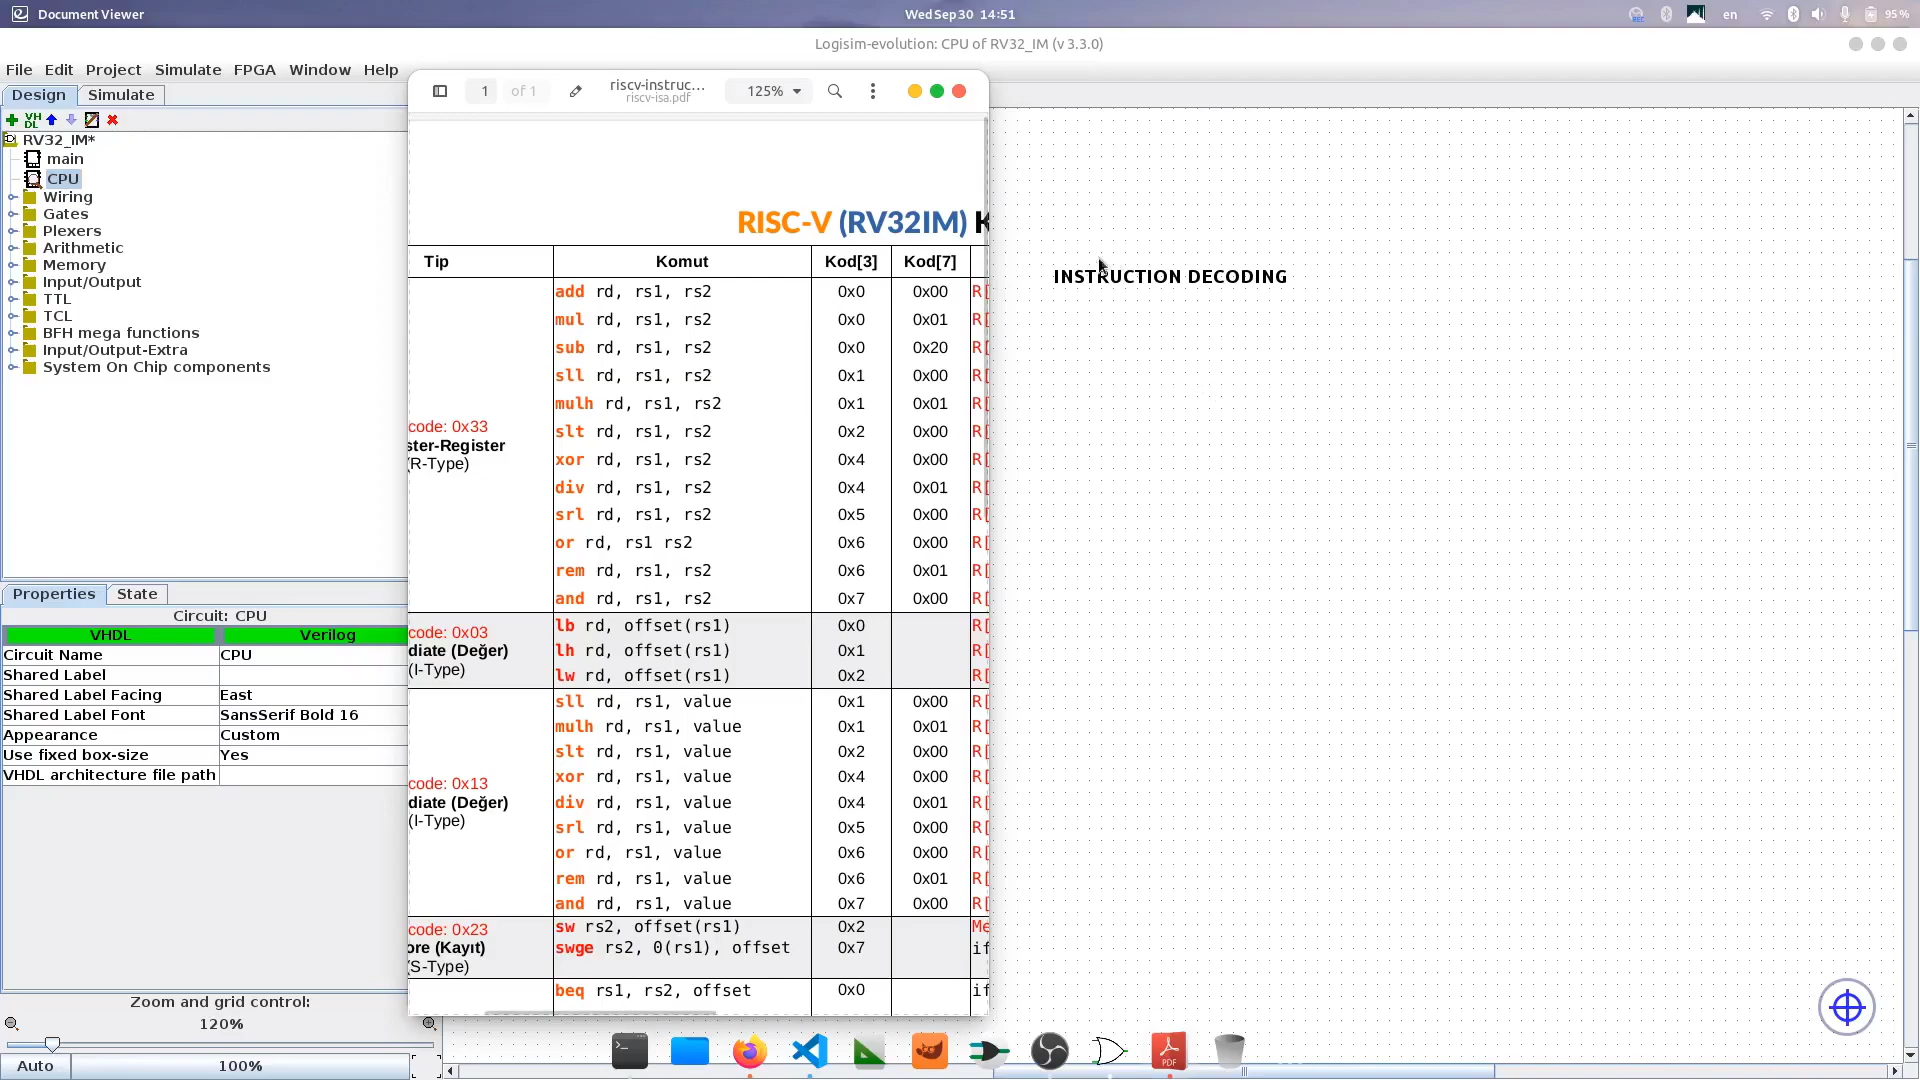 Document Viewer
Wed Sep 30 14:51
en
95 %
Logisim-evolution: CPU of RV32_IM (v 3.3.0)
File Edit Project Simulate FPGA Window Help
Design Simulate
VH
DL
RV32_IM*
main
CPU
Wiring
Gates
Plexers
Arithmetic
Memory
Input/Output
TTL
TCL
BFH mega functions
Input/Output-Extra
System On Chip components
Properties State
Circuit: CPU
VHDL Verilog
Circuit Name CPU
Shared Label
Shared Label Facing East
Shared Label Font SansSerif Bold 16
Appearance Custom
Use fixed box-size Yes
VHDL architecture file path
Zoom and grid control:
120%
Auto 100%
1 of 1
riscv-instruc...
riscv-isa.pdf
125%
RISC-V (RV32IM) K
Tip Komut Kod[3] Kod[7]
code: 0x33
ster-Register
(R-Type)
add rd, rs1, rs2 0x0 0x00 R[
mul rd, rs1, rs2 0x0 0x01 R[
sub rd, rs1, rs2 0x0 0x20 R[
sll rd, rs1, rs2 0x1 0x00 R[
mulh rd, rs1, rs2 0x1 0x01 R[
slt rd, rs1, rs2 0x2 0x00 R[
xor rd, rs1, rs2 0x4 0x00 R[
div rd, rs1, rs2 0x4 0x01 R[
srl rd, rs1, rs2 0x5 0x00 R[
or rd, rs1 rs2 0x6 0x00 R[
rem rd, rs1, rs2 0x6 0x01 R[
and rd, rs1, rs2 0x7 0x00 R[
code: 0x03
diate (Değer)
(I-Type)
lb rd, offset(rs1) 0x0 R[
lh rd, offset(rs1) 0x1 R[
lw rd, offset(rs1) 0x2 R[
code: 0x13
diate (Değer)
(I-Type)
sll rd, rs1, value 0x1 0x00 R[
mulh rd, rs1, value 0x1 0x01 R[
slt rd, rs1, value 0x2 0x00 R[
xor rd, rs1, value 0x4 0x00 R[
div rd, rs1, value 0x4 0x01 R[
srl rd, rs1, value 0x5 0x00 R[
or rd, rs1, value 0x6 0x00 R[
rem rd, rs1, value 0x6 0x01 R[
and rd, rs1, value 0x7 0x00 R[
code: 0x23
ore (Kayıt)
(S-Type)
sw rs2, offset(rs1) 0x2 Me
swge rs2, 0(rs1), offset 0x7 if
beq rs1, rs2, offset 0x0 if
INSTRUCTION DECODING
PDF